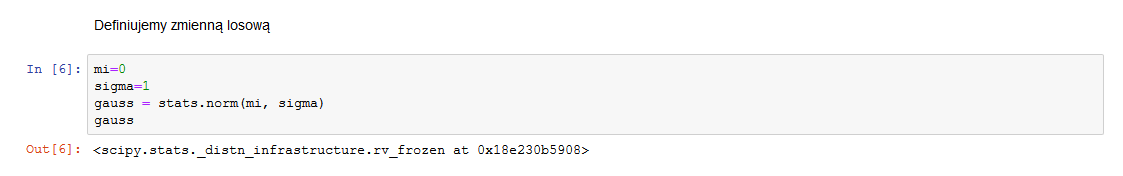 Definiujemy zmienną losową
In [6]: mi=0
sigma=1
gauss = stats.norm(mi, sigma)
gauss
Out[6]: <scipy.stats._distn_infrastructure.rv_frozen at 0x18e230b5908>